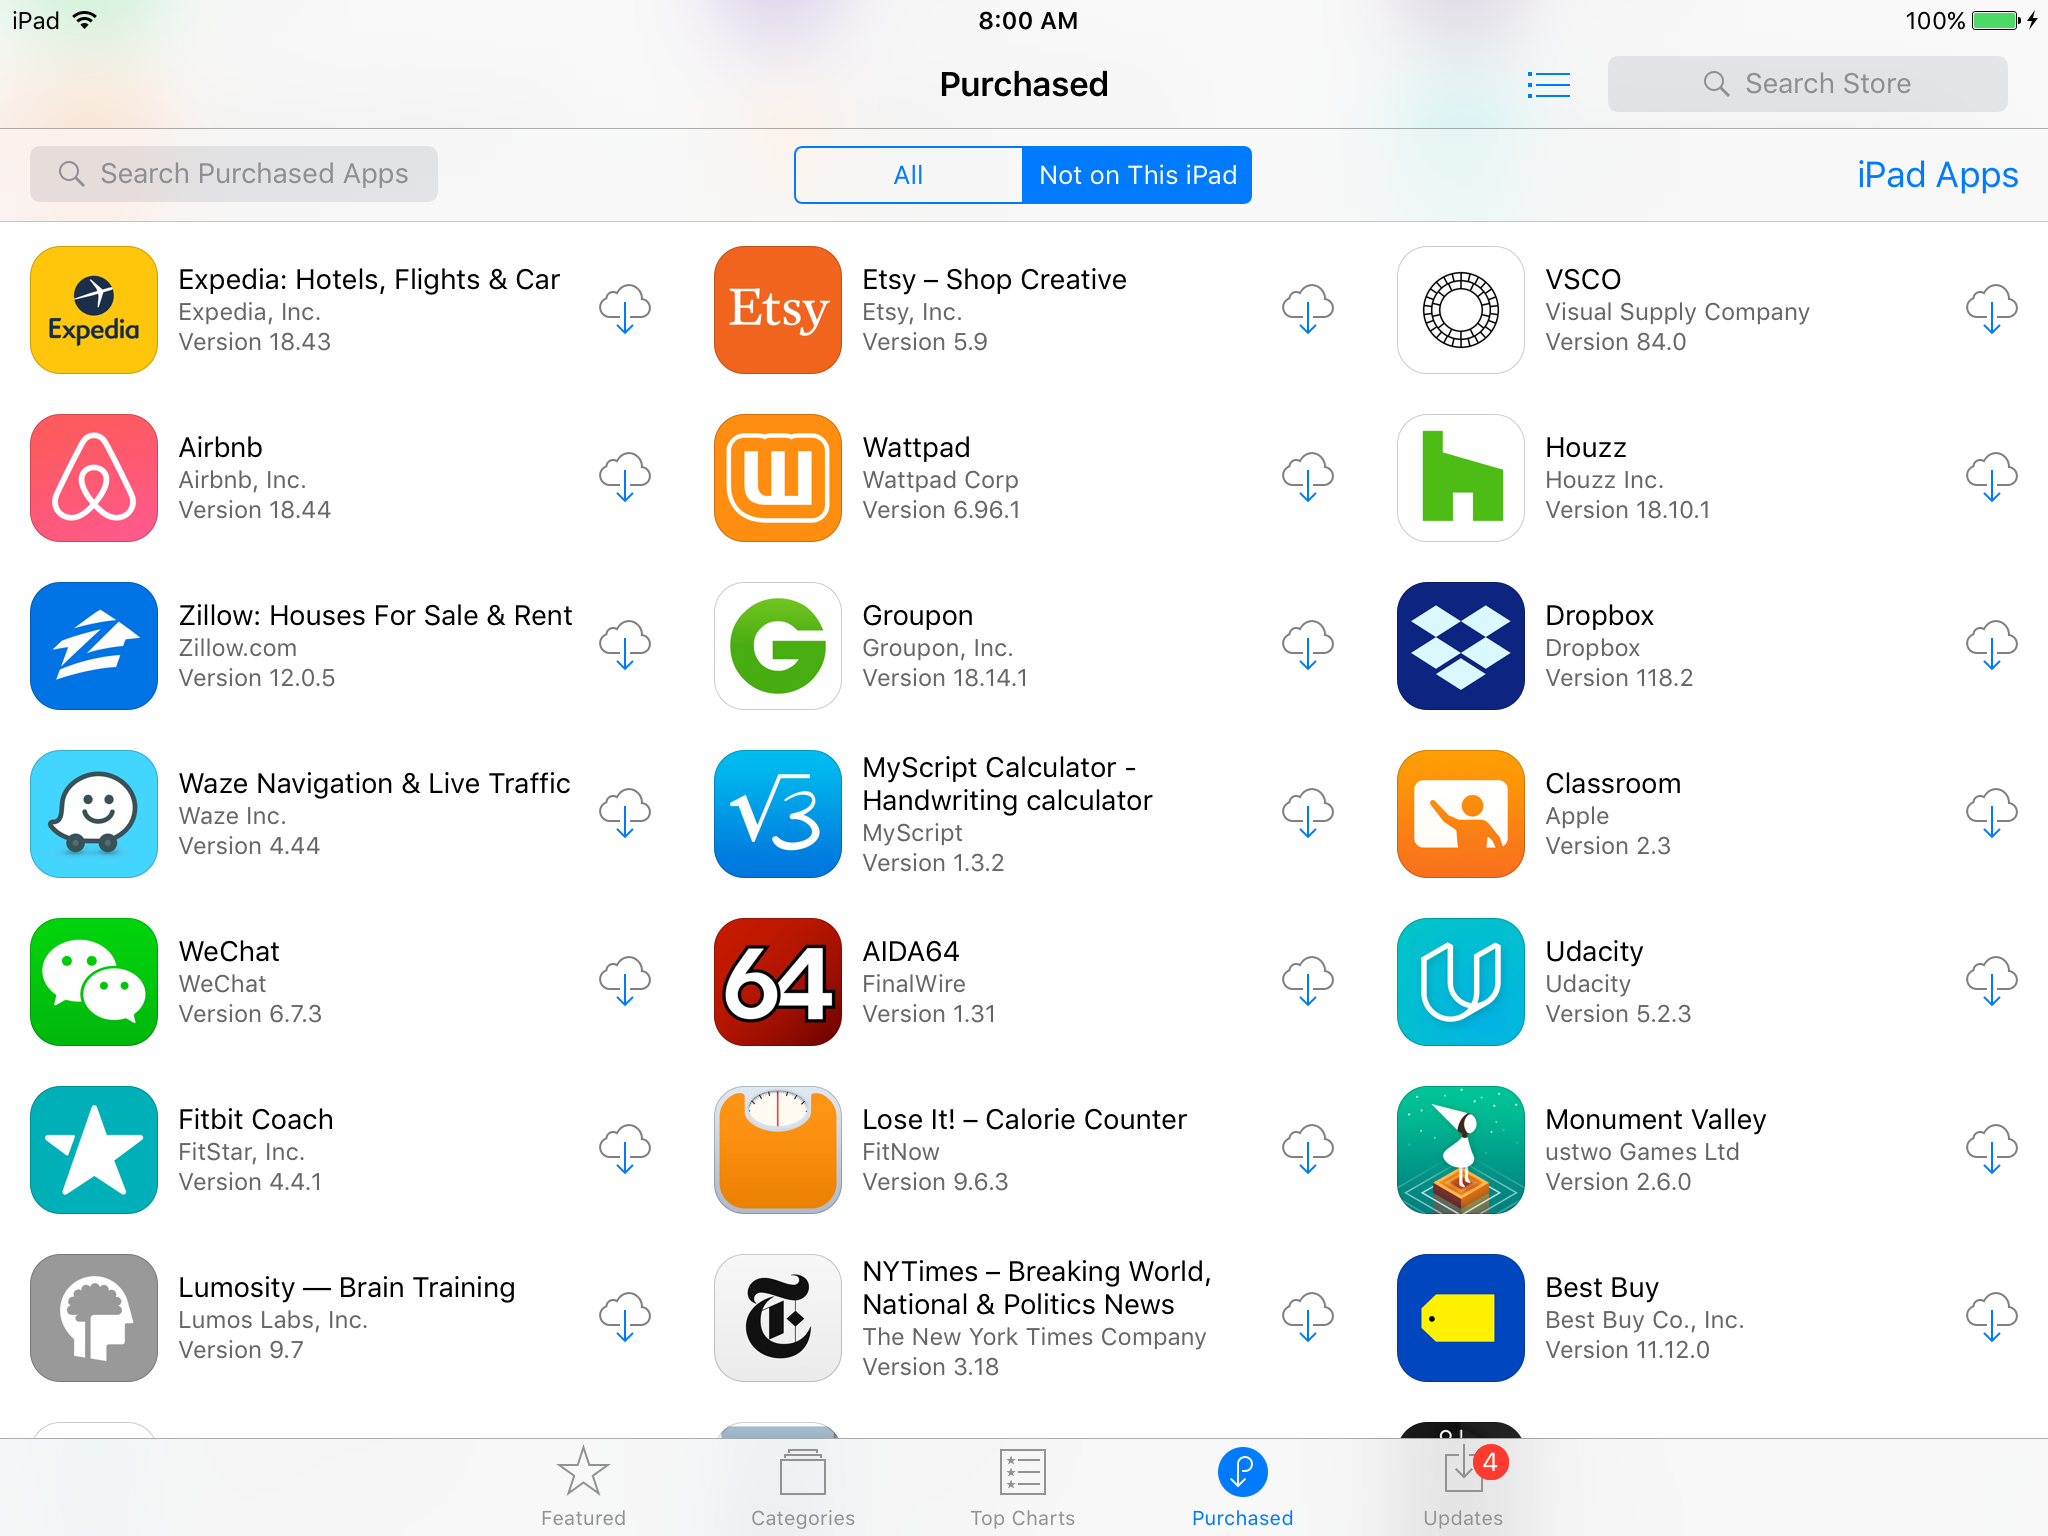 iPad
8:00 AM
100%
Purchased
Search Store
Search Purchased Apps
All
Not on This iPad
iPad Apps
Expedia
Expedia: Hotels, Flights & Car
Expedia, Inc.
Version 18.43
Etsy
Etsy – Shop Creative
Etsy, Inc.
Version 5.9
VSCO
Visual Supply Company
Version 84.0
Airbnb
Airbnb, Inc.
Version 18.44
W
Wattpad
Wattpad Corp
Version 6.96.1
Houzz
Houzz Inc.
Version 18.10.1
Z
Zillow: Houses For Sale & Rent
Zillow.com
Version 12.0.5
G
Groupon
Groupon, Inc.
Version 18.14.1
Dropbox
Dropbox
Version 118.2
Waze Navigation & Live Traffic
Waze Inc.
Version 4.44
√3
MyScript Calculator -
Handwriting calculator
MyScript
Version 1.3.2
Classroom
Apple
Version 2.3
WeChat
WeChat
Version 6.7.3
64
AIDA64
FinalWire
Version 1.31
U
Udacity
Udacity
Version 5.2.3
Fitbit Coach
FitStar, Inc.
Version 4.4.1
Lose It! – Calorie Counter
FitNow
Version 9.6.3
Monument Valley
ustwo Games Ltd
Version 2.6.0
Lumosity — Brain Training
Lumos Labs, Inc.
Version 9.7
T
NYTimes – Breaking World,
National & Politics News
The New York Times Company
Version 3.18
Best Buy
Best Buy Co., Inc.
Version 11.12.0
Featured
Categories
Top Charts
Purchased
4
Updates